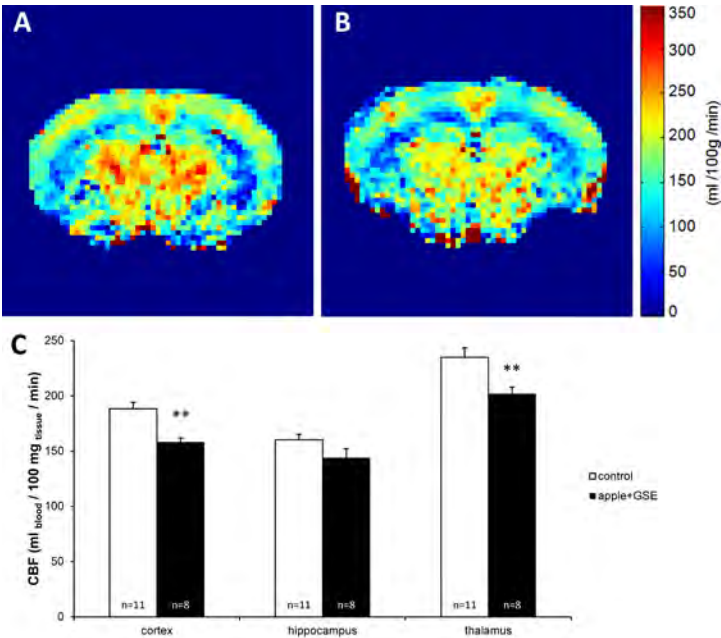 A
B
350
300
250
200
150
100
50
0
(ml /100g /min)
C
CBF (ml blood / 100 mg tissue / min)
250
200
150
100
50
0
**
**
control
apple+GSE
n=11
n=8
n=11
n=8
n=11
n=8
cortex
hippocampus
thalamus